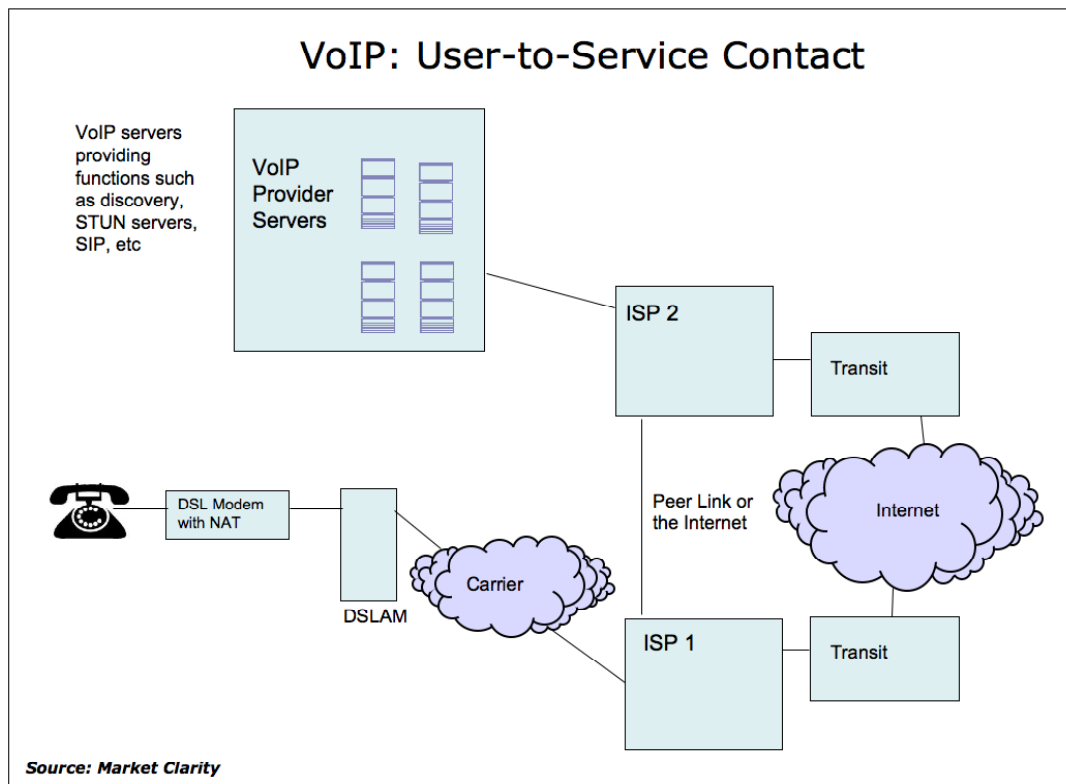 VoIP: User-to-Service Contact
VoIP servers
providing
functions such
as discovery,
STUN servers,
SIP, etc
VoIP
Provider
Servers
ISP 2
Transit
DSL Modem
with NAT
DSLAM
Carrier
Peer Link or
the Internet
Internet
ISP 1
Transit
Source: Market Clarity